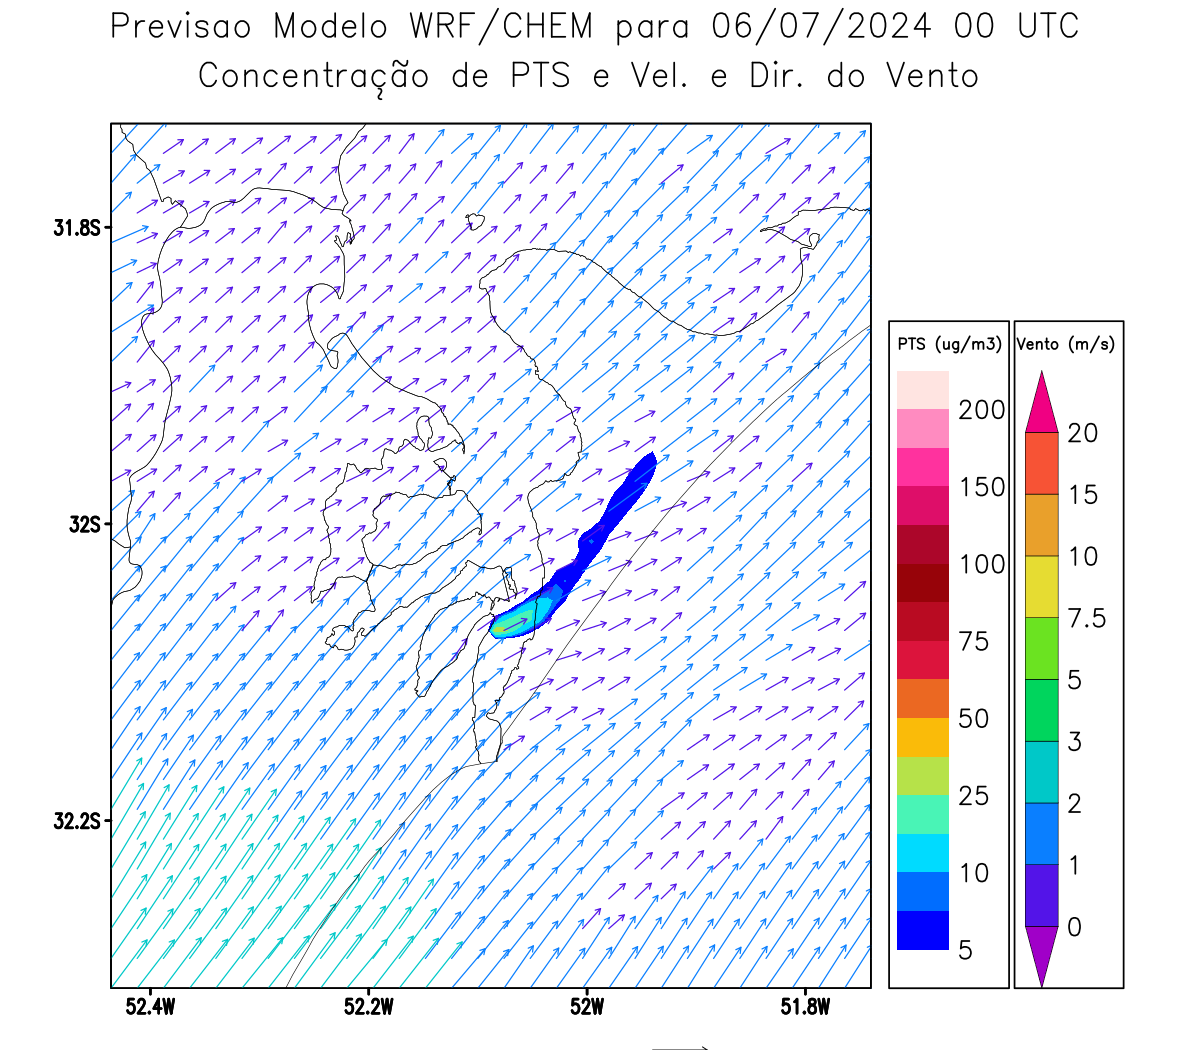 Previsao Modelo WRF/CHEM para 06/07/2024 00 UTC
Concentração de PTS e Vel. e Dir. do Vento
31.8S
32S
32.2S
52.4W
52.2W
52W
51.8W
PTS (ug/m3)
200
150
100
75
50
25
10
5
Vento (m/s)
20
15
10
7.5
5
3
2
1
0